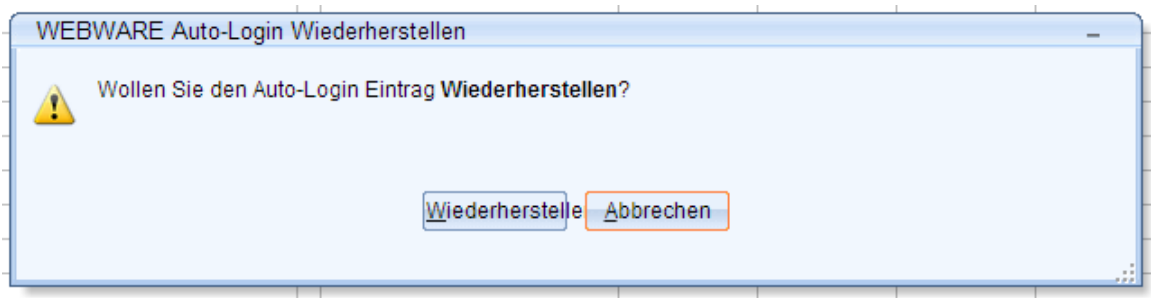 WEBWARE Auto-Login Wiederherstellen
Wollen Sie den Auto-Login Eintrag Wiederherstellen?
Wiederherstelle Abbrechen